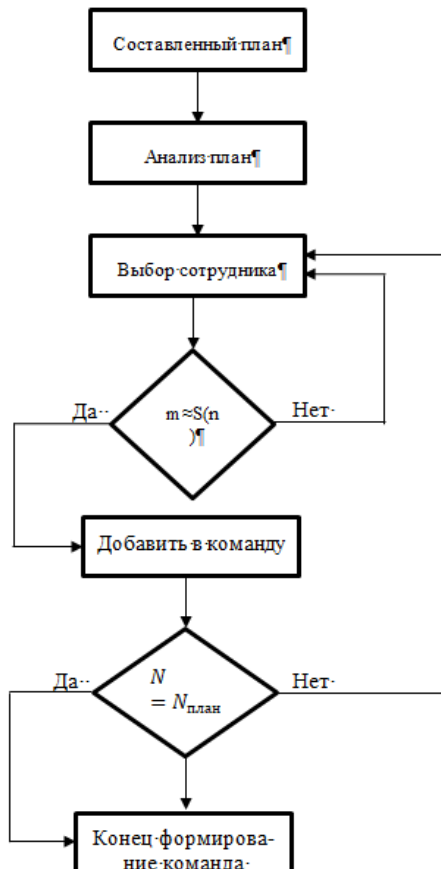 Составленный·план¶
Анализ·план¶
Выбор·сотрудника¶
Да··
m≈S(n
)¶
Нет·
Добавить·в·команду
Да··
N
= Nплан
Нет·
Конец·формирова-
ние·команда·